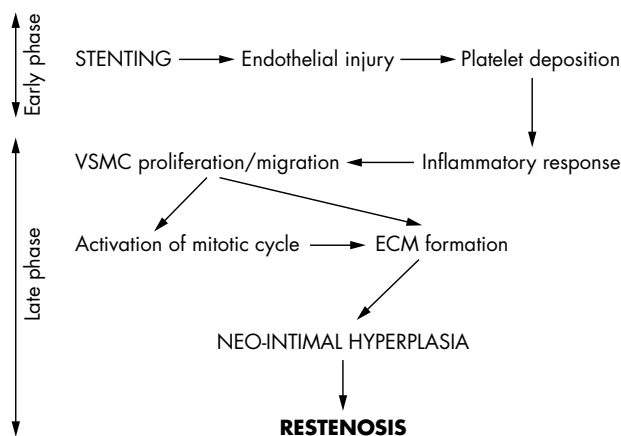 Early phase
STENTING
Endothelial injury
Platelet deposition
Late phase
VSMC proliferation/migration
Inflammatory response
Activation of mitotic cycle
ECM formation
NEO-INTIMAL HYPERPLASIA
RESTENOSIS